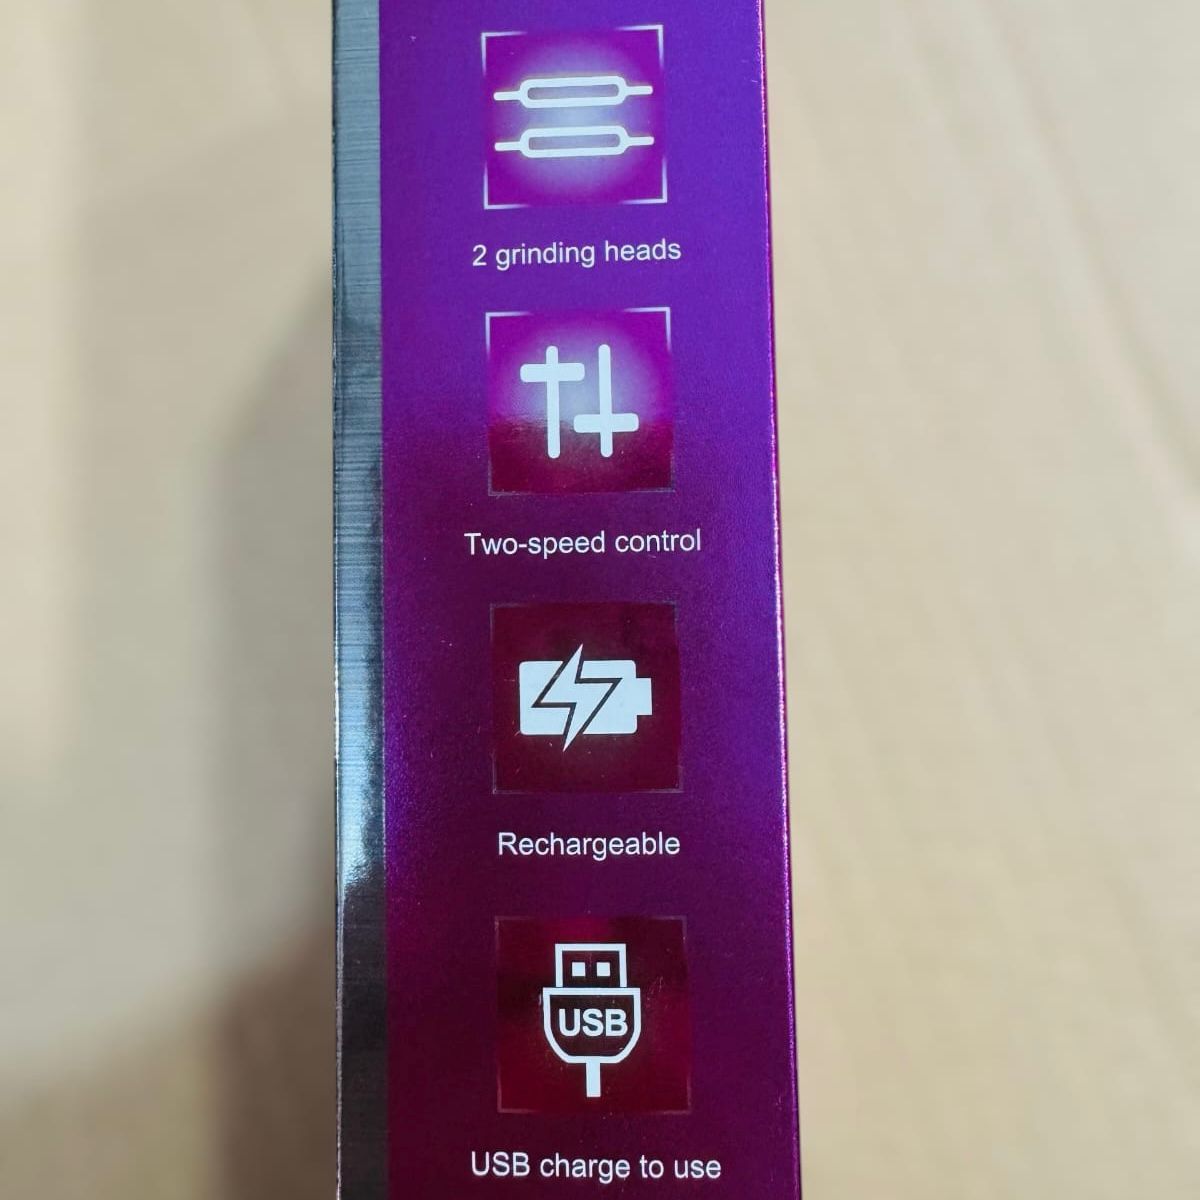 2 grinding heads
Two-speed control
Rechargeable
USB
USB charge to use